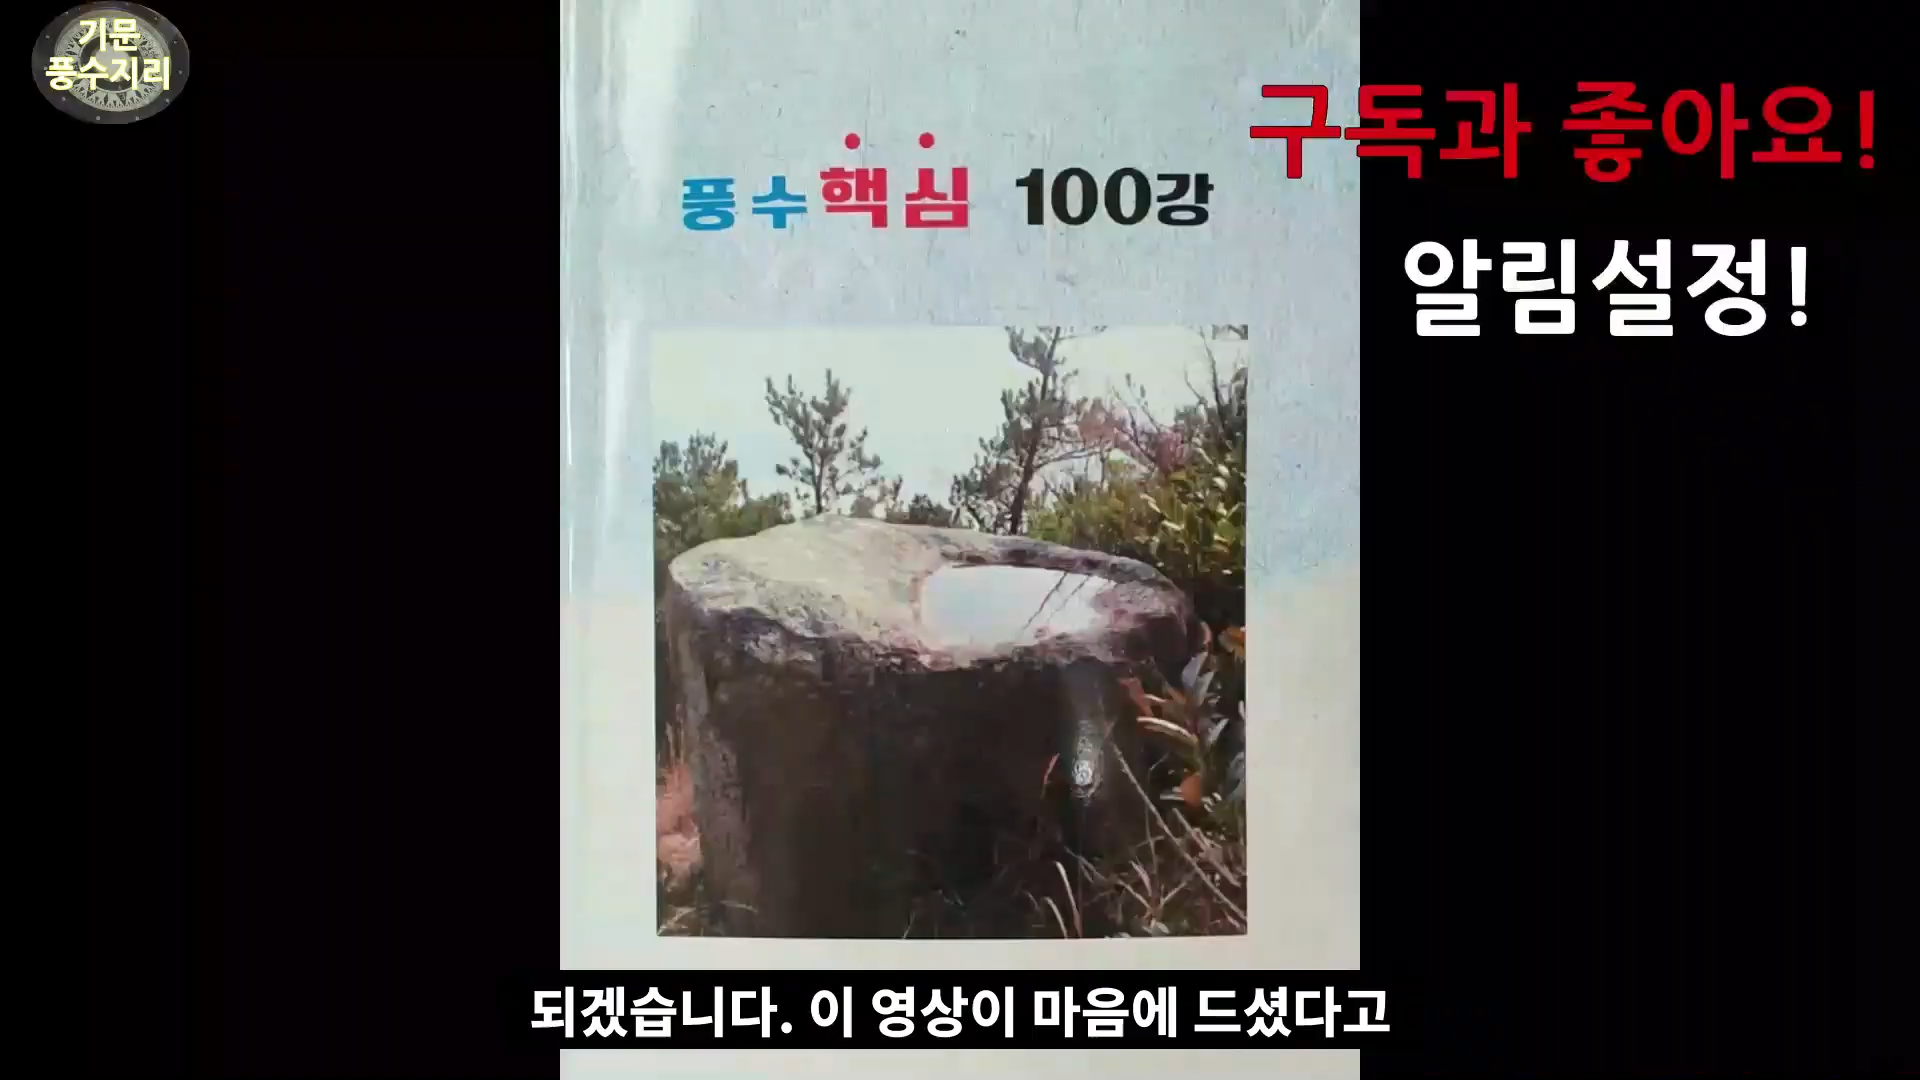 기문
풍수지리
풍수핵심 100강
구독과 좋아요!
알림설정!
되겠습니다. 이 영상이 마음에 드셨다고